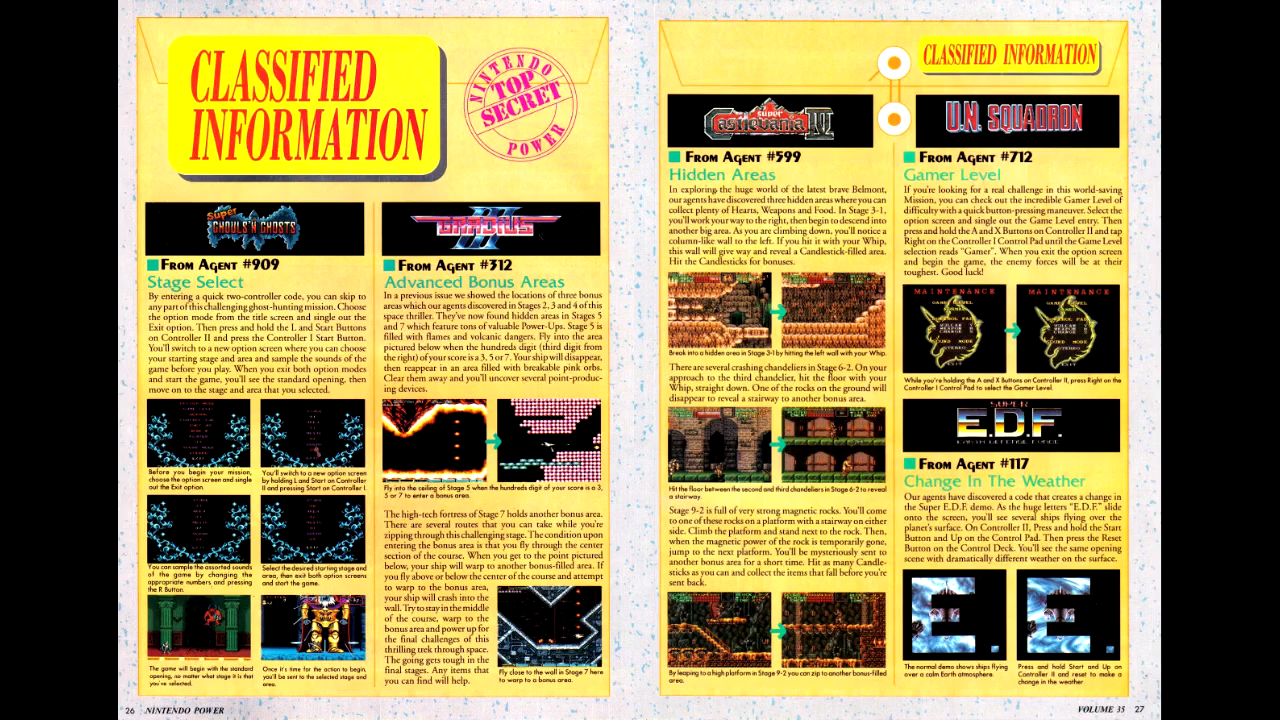 CLASSIFIED
INFORMATION
NINTENDO
TOP
SECRET
POWER
Super
GHOULS'N GHOSTS
FROM AGENT #909
Stage Select
By entering a quick two-controller code, you can skip to
any part of this challenging ghost-hunting mission. Choose
the option mode from the title screen and single out the
Exit option. Then press and hold the L and Start Buttons
on Controller II and press the Controller I Start Button.
You'll switch to a new option screen where you can choose
your starting stage and area and sample the sounds of the
game before you play. When you exit both option modes
and start the game, you'll see the standard opening, then
move on to the stage and area that you selected.
Before you begin your mission,
choose the option screen and single
out the Exit option.
You'll switch to a new option screen
by holding L and Start on Controller
II and pressing Start on Controller I.
You can sample the assorted sounds
of the game by changing the
appropriate numbers and pressing
the R Button.
Select the desired starting stage and
area, then exit both option screens
and start the game.
The game will begin with the standard
opening, no matter what stage it is that
you've selected.
Once it's time for the action to begin,
you'll be sent to the selected stage and
area.
GRADIUS
III
FROM AGENT #312
Advanced Bonus Areas
In a previous issue we showed the locations of three bonus
areas which our agents discovered in Stages 2, 3 and 4 of this
space thriller. They've now found hidden areas in Stages 5
and 7 which feature tons of valuable Power-Ups. Stage 5 is
filled with flames and volcanic dangers. Fly into the area
pictured below when the hundreds digit (third digit from
the right) of your score is a 3, 5 or 7. Your ship will disappear,
then reappear in an area filled with breakable pink orbs.
Clear them away and you'll uncover several point-produc-
ing devices.
Fly into the ceiling of Stage 5 when the hundreds digit of your score is a 3,
5 or 7 to enter a bonus area.
The high-tech fortress of Stage 7 holds another bonus area.
There are several routes that you can take while you're
zipping through this challenging stage. The condition upon
entering the bonus area is that you fly through the center
section of the course. When you get to the point pictured
below, your ship will warp to another bonus-filled area. If
you fly above or below the center of the course and attempt
to warp to the bonus area,
your ship will crash into the
wall. Try to stay in the middle
of the course, warp to the
bonus area and power up for
the final challenges of this
thrilling trek through space.
The going gets tough in the
final stages. Any items that
you can find will help.
Fly close to the wall in Stage 7 here
to warp to a bonus area.
26 NINTENDO POWER
CLASSIFIED INFORMATION
SUPER
CASTLEVANIA IV
FROM AGENT #599
Hidden Areas
In exploring the huge world of the latest brave Belmont,
our agents have discovered three hidden areas where you can
collect plenty of Hearts, Weapons and Food. In Stage 3-1,
you'll work your way to the right, then begin to descend into
another big area. As you are climbing down, you'll notice a
column-like wall to the left. If you hit it with your Whip,
this wall will give way and reveal a Candlestick-filled area.
Hit the Candlesticks for bonuses.
Break into a hidden area in Stage 3-1 by hitting the left wall with your Whip.
There are several crashing chandeliers in Stage 6-2. On your
approach to the third chandelier, hit the floor with your
Whip, straight down. One of the rocks on the ground will
disappear to reveal a stairway to another bonus area.
Hit the floor between the second and third chandeliers in Stage 6-2 to reveal
a stairway.
Stage 9-2 is full of very strong magnetic rocks. You'll come
to one of these rocks on a platform with a stairway on either
side. Climb the platform and stand next to the rock. Then,
when the magnetic power of the rock is temporarily gone,
jump to the next platform. You'll be mysteriously sent to
another bonus area for a short time. Hit as many Candle-
sticks as you can and collect the items that fall before you're
sent back.
By leaping to a high platform in Stage 9-2 you can zip to another bonus-filled
area.
U.N. SQUADRON
FROM AGENT #712
Gamer Level
If you're looking for a real challenge in this world-saving
Mission, you can check out the incredible Gamer Level of
difficulty with a quick button-pressing maneuver. Select the
option screen and single out the Game Level entry. Then
press and hold the A and X Buttons on Controller II and tap
Right on the Controller I Control Pad until the Game Level
selection reads "Gamer". When you exit the option screen
and begin the game, the enemy forces will be at their
toughest. Good luck!
MAINTENANCE
MAINTENANCE
While you're holding the A and X Buttons on Controller II, press Right on the
Controller I Control Pad to select the Gamer Level.
SUPER
E.D.F.
EARTH DEFENSE FORCE
FROM AGENT #117
Change In The Weather
Our agents have discovered a code that creates a change in
the Super E.D.F. demo. As the huge letters "E.D.F." slide
onto the screen, you'll see several ships flying over the
planet's surface. On Controller II, Press and hold the Start
Button and Up on the Control Pad. Then press the Reset
Button on the Control Deck. You'll see the same opening
scene with dramatically different weather on the surface.
E.
E.
The normal demo shows ships flying
over a calm Earth atmosphere.
Press and hold Start and Up on
Controller II and reset to make a
change in the weather.
VOLUME 35 27